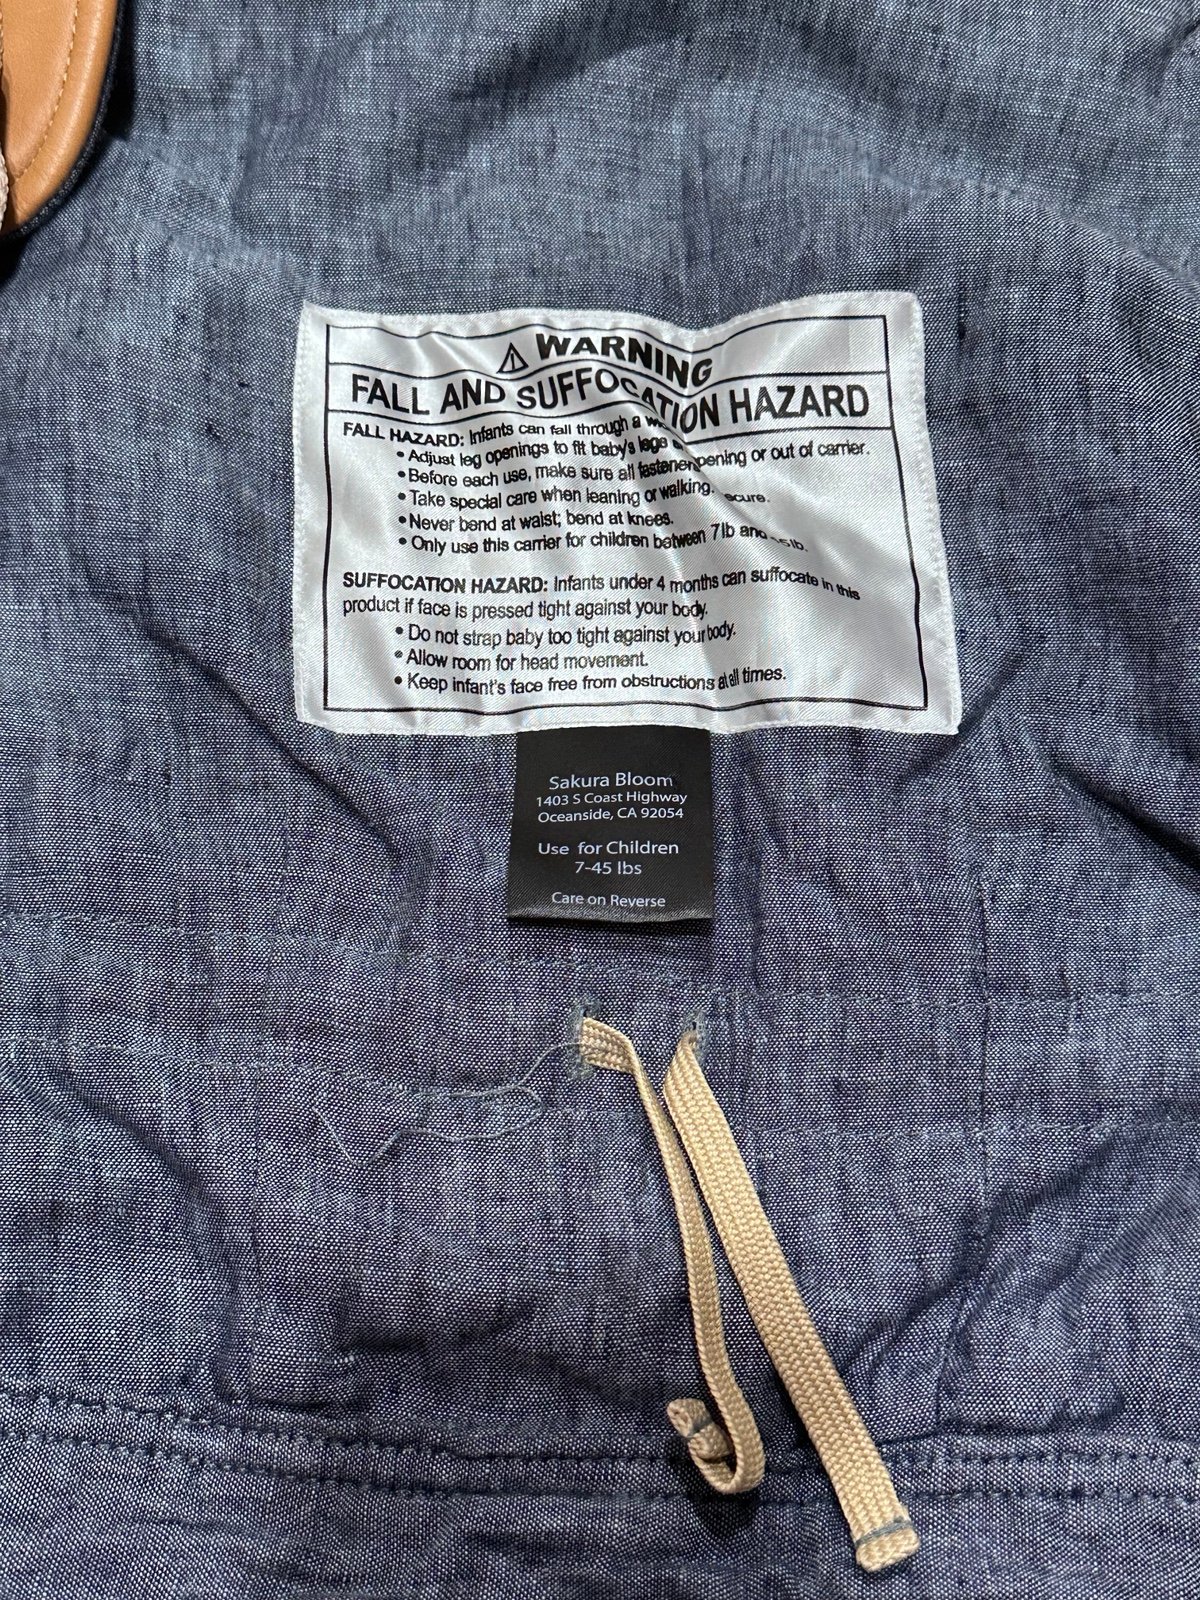 WARNING
FALL AND SUFFOCATION HAZARD
FALL HAZARD: Infants can fall through a opening or out of carrier.
• Adjust leg openings to fit baby's legs
• Before each use, make sure all fasteners secure.
• Take special care when leaning or walking.
• Never bend at waist; bend at knees.
• Only use this carrier for children between 7lb and
SUFFOCATION HAZARD: Infants under 4 months can suffocate in this
product if face is pressed tight against your body.
• Do not strap baby too tight against your body.
• Allow room for head movement.
• Keep infant's face free from obstructions at all times.
Sakura Bloom
1403 S Coast Highway
Oceanside, CA 92054
Use for Children
7-45 lbs
Care on Reverse